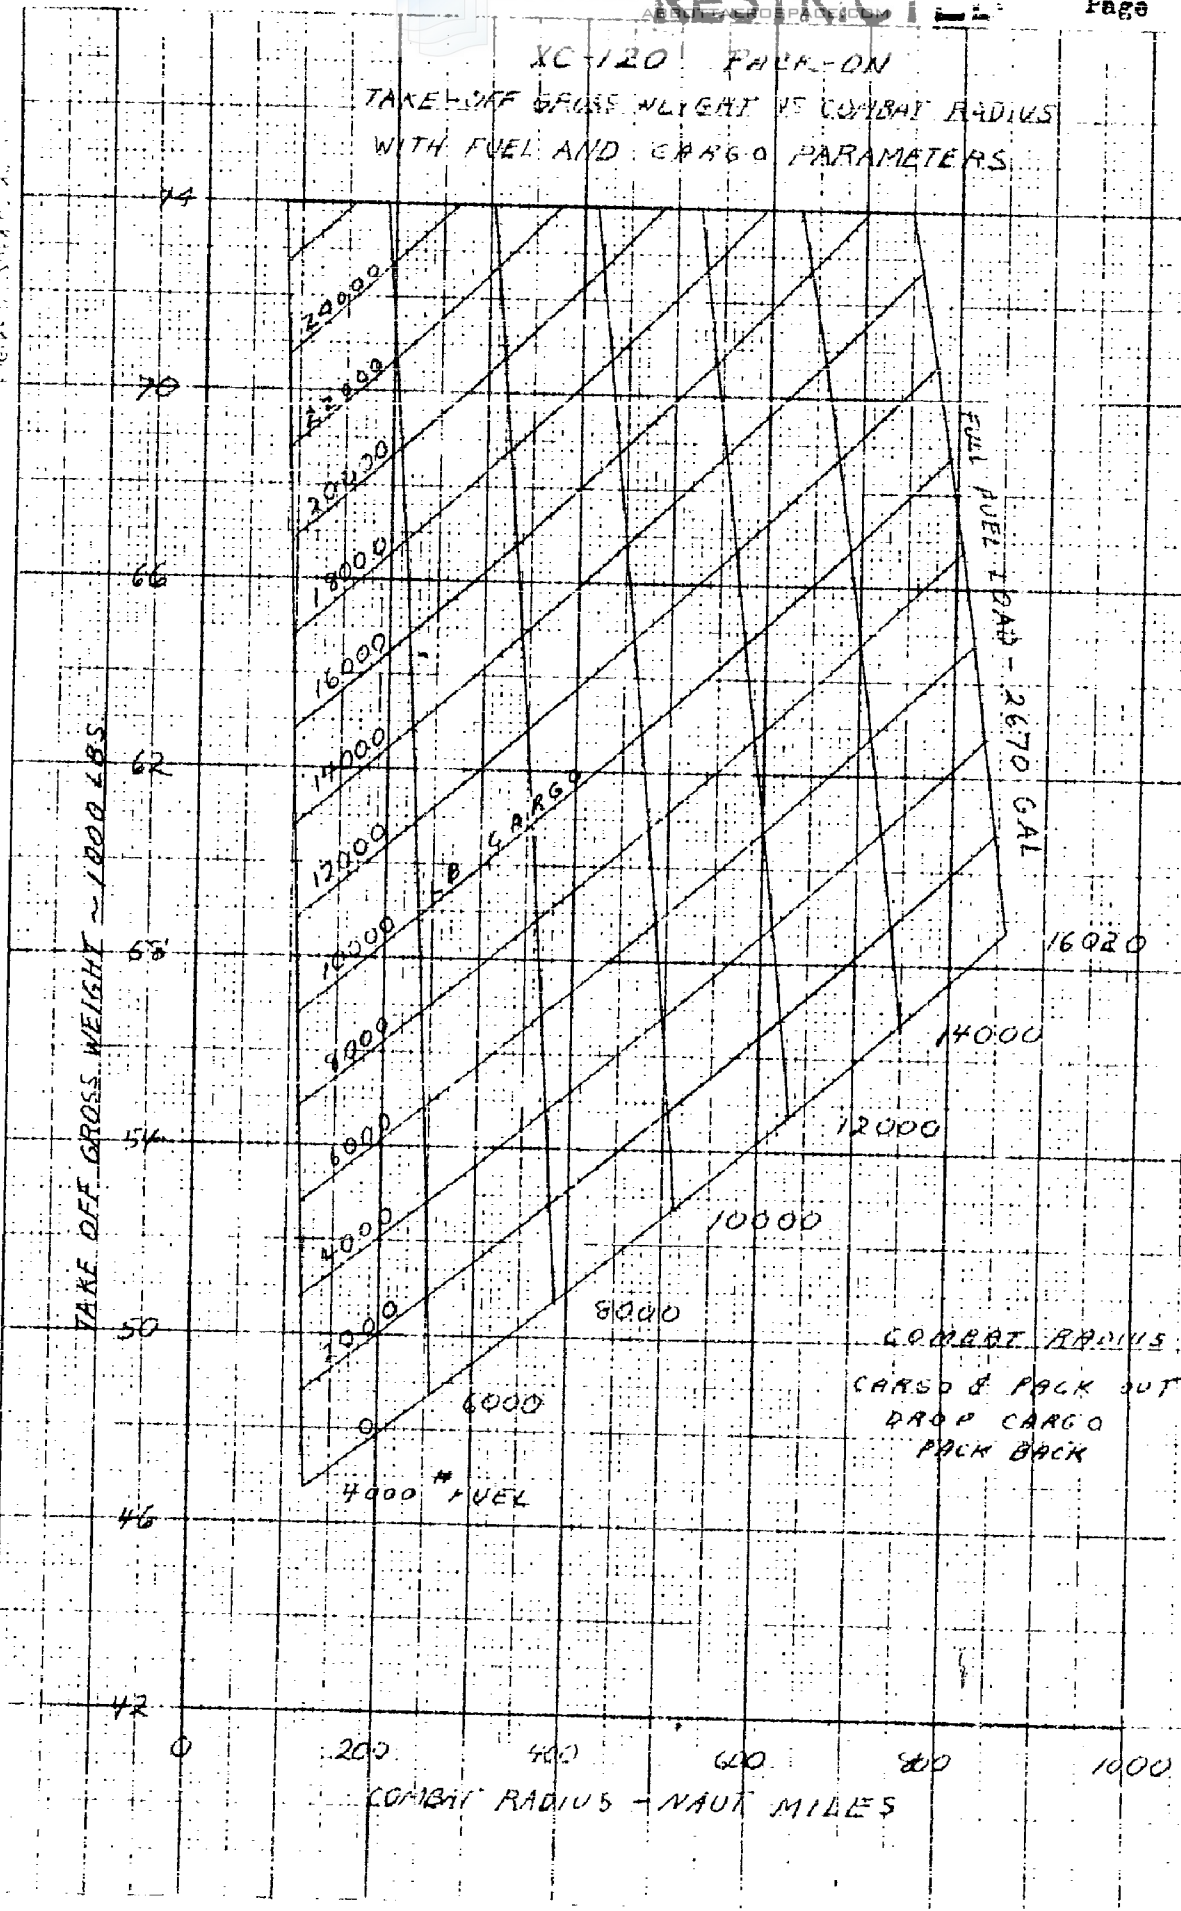 ABBOTTAEROSPACE.COM
Page
XC-120 PACK-ON
TAKE-OFF GROSS WEIGHT VS COMBAT RADIUS
WITH FUEL AND CARGO PARAMETERS
74
70
66
62
58
54
50
46
42
TAKE OFF GROSS WEIGHT ~ 1000 LBS
24000
22000
20000
18000
16000
14000
12000
10000
LB CARGO
8000
6000
4000
2000
0
FULL FUEL LOAD - 2670 GAL
16020
14000
12000
10000
8000
6000
4000 # FUEL
COMBAT RADIUS
CARGO & PACK OUT
DROP CARGO
PACK BACK
0 200 400 600 800 1000
COMBAT RADIUS - NAUT MILES